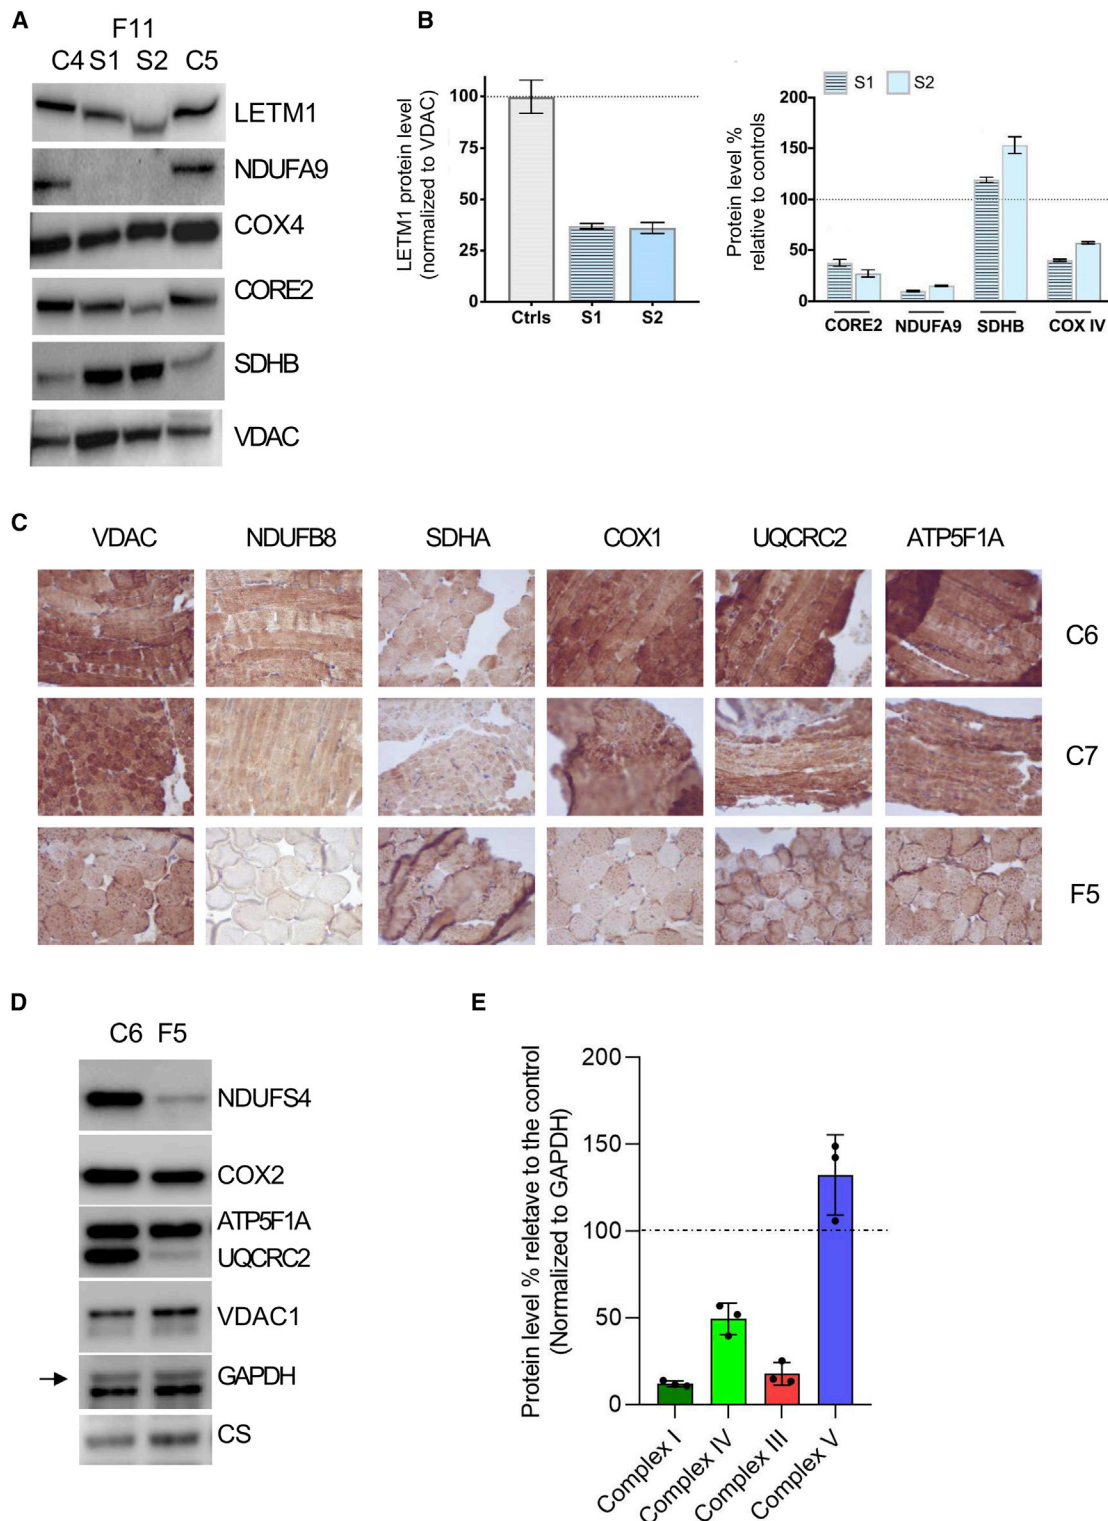 A
F11
C4 S1 S2 C5
LETM1
NDUFA9
COX4
CORE2
SDHB
VDAC
B
LETM1 protein level
(normalized to VDAC)
100
75
50
25
0
Ctrls S1 S2
S1 S2
Protein level %
relative to controls
200
150
100
50
0
CORE2 NDUFA9 SDHB COX IV
C
VDAC NDUFB8 SDHA COX1 UQCRC2 ATP5F1A
C6
C7
F5
D
C6 F5
NDUFS4
COX2
ATP5F1A
UQCRC2
VDAC1
GAPDH
CS
E
Protein level % reletave to the control
(Normalized to GAPDH)
200
150
100
50
0
Complex I
Complex IV
Complex III
Complex V